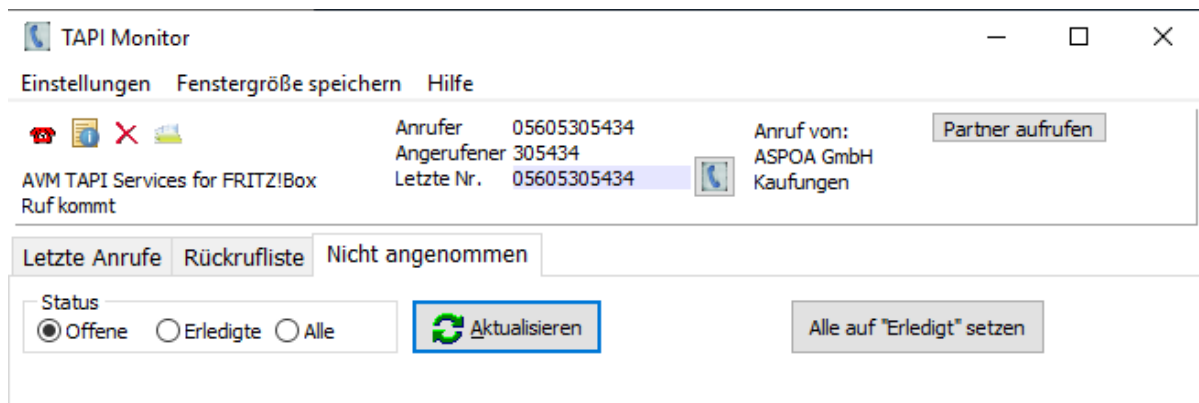 TAPI Monitor
Einstellungen Fenstergröße speichern Hilfe
Anrufer 05605305434
Angerufener 305434
Letzte Nr. 05605305434
AVM TAPI Services for FRITZ!Box
Ruf kommt
Anruf von:
ASPOA GmbH
Kaufungen
Partner aufrufen
Letzte Anrufe Rückrufliste Nicht angenommen
Status
Offene Erledigte Alle
Aktualisieren
Alle auf "Erledigt" setzen